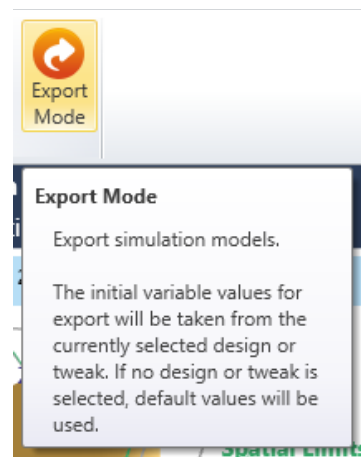 Export
Mode
Export Mode
Export simulation models.
The initial variable values for
export will be taken from the
currently selected design or
tweak. If no design or tweak is
selected, default values will be
used.
Spatial Limits